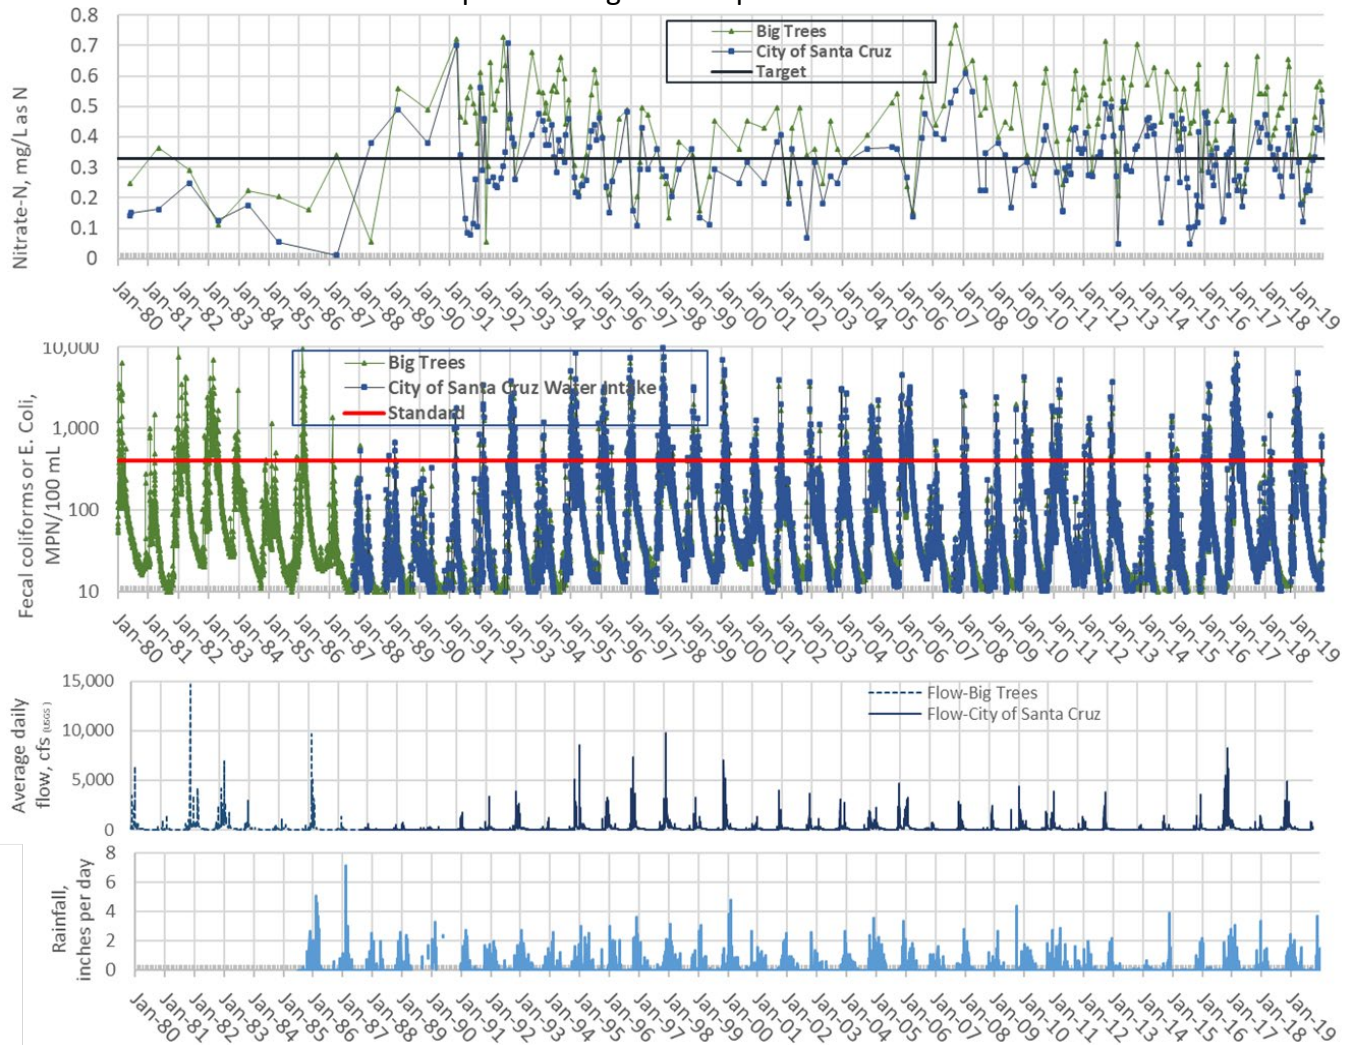 0.8
0.7
0.6
0.5
0.4
0.3
0.2
0.1
0
Nitrate-N, mg/L as N
Big Trees
City of Santa Cruz
Target
Jan-80
Jan-81
Jan-82
Jan-83
Jan-84
Jan-85
Jan-86
Jan-87
Jan-88
Jan-89
Jan-90
Jan-91
Jan-92
Jan-93
Jan-94
Jan-95
Jan-96
Jan-97
Jan-98
Jan-99
Jan-00
Jan-01
Jan-02
Jan-03
Jan-04
Jan-05
Jan-06
Jan-07
Jan-08
Jan-09
Jan-10
Jan-11
Jan-12
Jan-13
Jan-14
Jan-15
Jan-16
Jan-17
Jan-18
Jan-19
10,000
1,000
100
10
Fecal coliforms or E. Coli,
MPN/100 mL
Big Trees
City of Santa Cruz Water Intake
Standard
Jan-80
Jan-81
Jan-82
Jan-83
Jan-84
Jan-85
Jan-86
Jan-87
Jan-88
Jan-89
Jan-90
Jan-91
Jan-92
Jan-93
Jan-94
Jan-95
Jan-96
Jan-97
Jan-98
Jan-99
Jan-00
Jan-01
Jan-02
Jan-03
Jan-04
Jan-05
Jan-06
Jan-07
Jan-08
Jan-09
Jan-10
Jan-11
Jan-12
Jan-13
Jan-14
Jan-15
Jan-16
Jan-17
Jan-18
Jan-19
15,000
10,000
5,000
0
Average daily
flow, cfs (USGS)
Flow-Big Trees
Flow-City of Santa Cruz
8
6
4
2
0
Rainfall,
inches per day
Jan-80
Jan-81
Jan-82
Jan-83
Jan-84
Jan-85
Jan-86
Jan-87
Jan-88
Jan-89
Jan-90
Jan-91
Jan-92
Jan-93
Jan-94
Jan-95
Jan-96
Jan-97
Jan-98
Jan-99
Jan-00
Jan-01
Jan-02
Jan-03
Jan-04
Jan-05
Jan-06
Jan-07
Jan-08
Jan-09
Jan-10
Jan-11
Jan-12
Jan-13
Jan-14
Jan-15
Jan-16
Jan-17
Jan-18
Jan-19